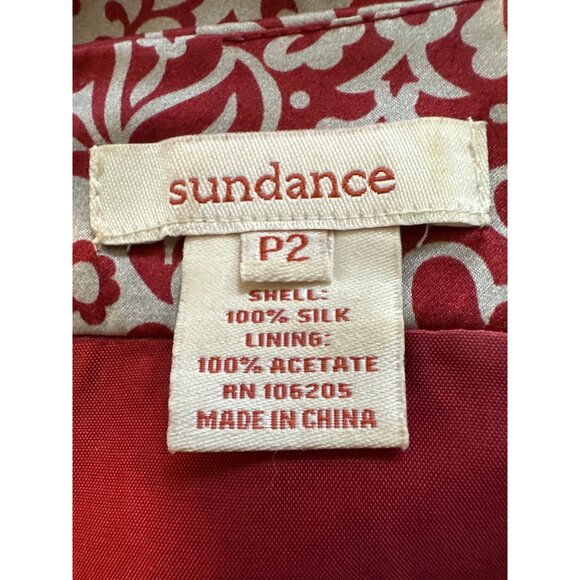 sundance
P2
SHELL:
100% SILK
LINING:
100% ACETATE
RN 106205
MADE IN CHINA